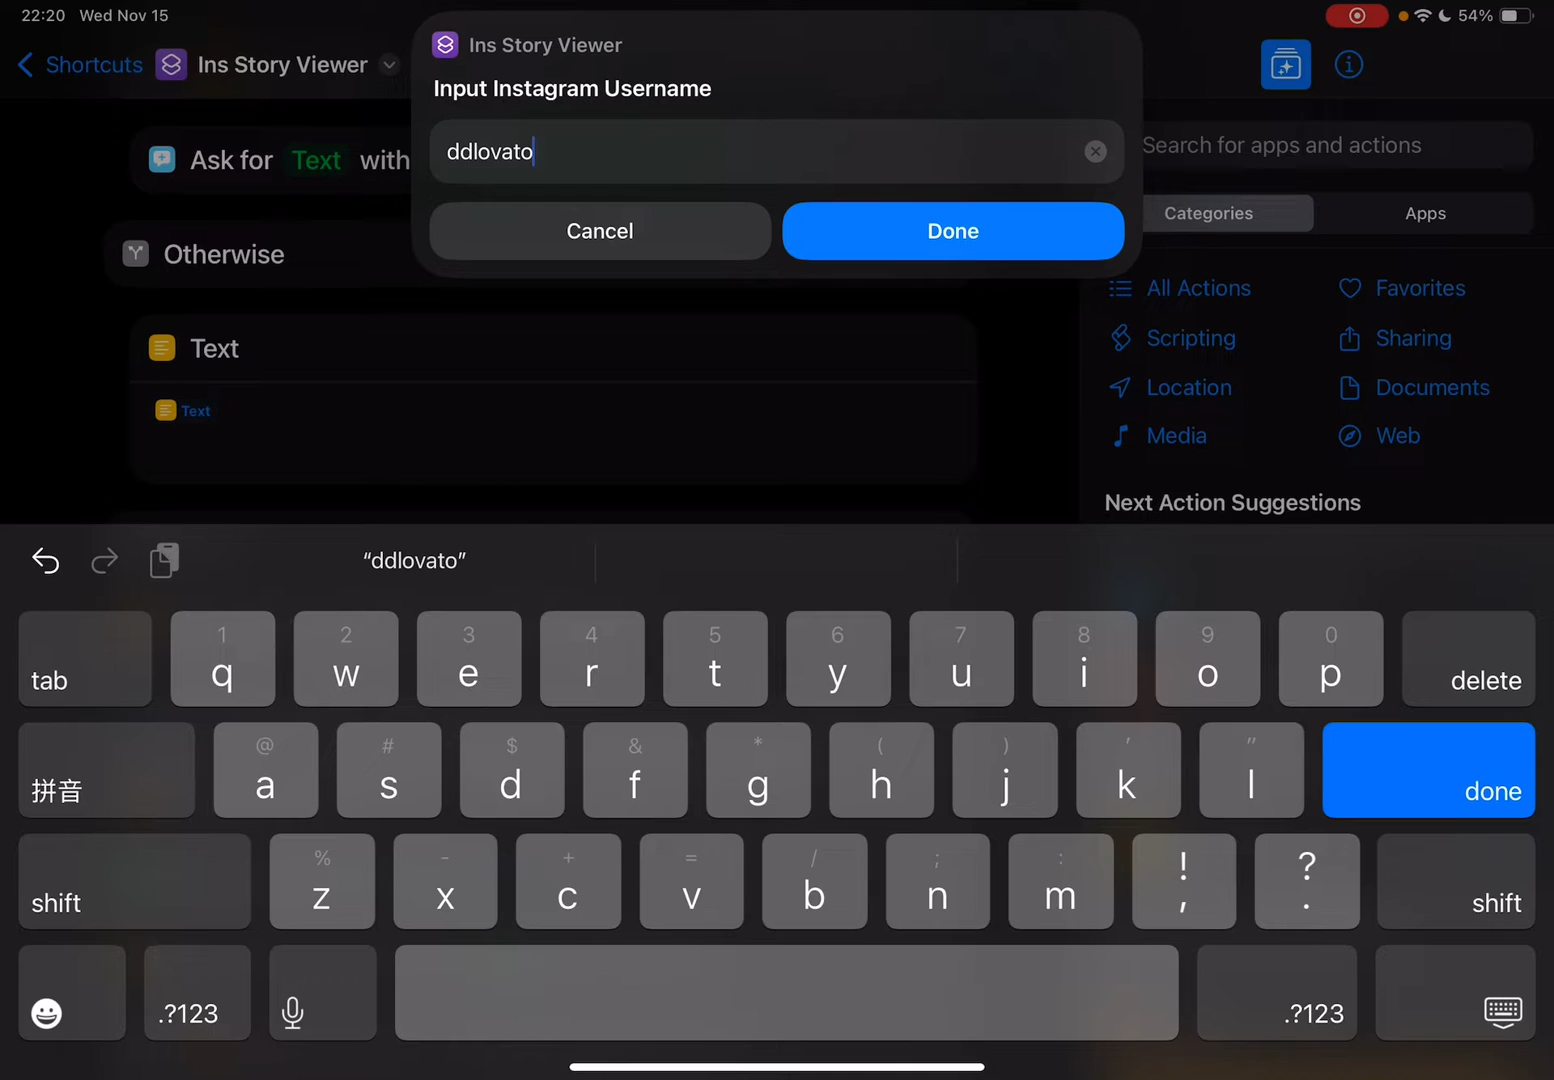 22:20 Wed Nov 15
54%
Shortcuts Ins Story Viewer
Ins Story Viewer
Input Instagram Username
ddlovato
Cancel Done
Ask for Text with
Otherwise
Text
Text
Search for apps and actions
Categories Apps
All Actions Favorites
Scripting Sharing
Location Documents
Media Web
Next Action Suggestions
“ddlovato”
1 2 3 4 5 6 7 8 9 0
tab q w e r t y u i o p delete
@ # $ & * ( ) ' "
拼音 a s d f g h j k l done
% - + = / ; : ! ?
shift z x c v b n m , . shift
.?123 .?123